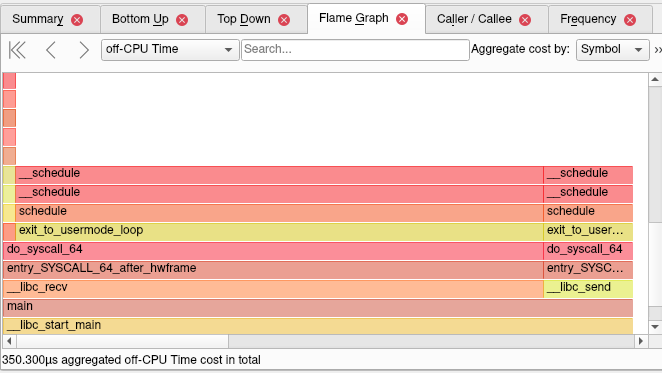 Summary Bottom Up Top Down Flame Graph Caller / Callee Frequency
off-CPU Time Search... Aggregate cost by: Symbol
__schedule __schedule
__schedule __schedule
schedule schedule
exit_to_usermode_loop exit_to_user...
do_syscall_64 do_syscall_64
entry_SYSCALL_64_after_hwframe entry_SYSC...
__libc_recv __libc_send
main
__libc_start_main
350.300µs aggregated off-CPU Time cost in total